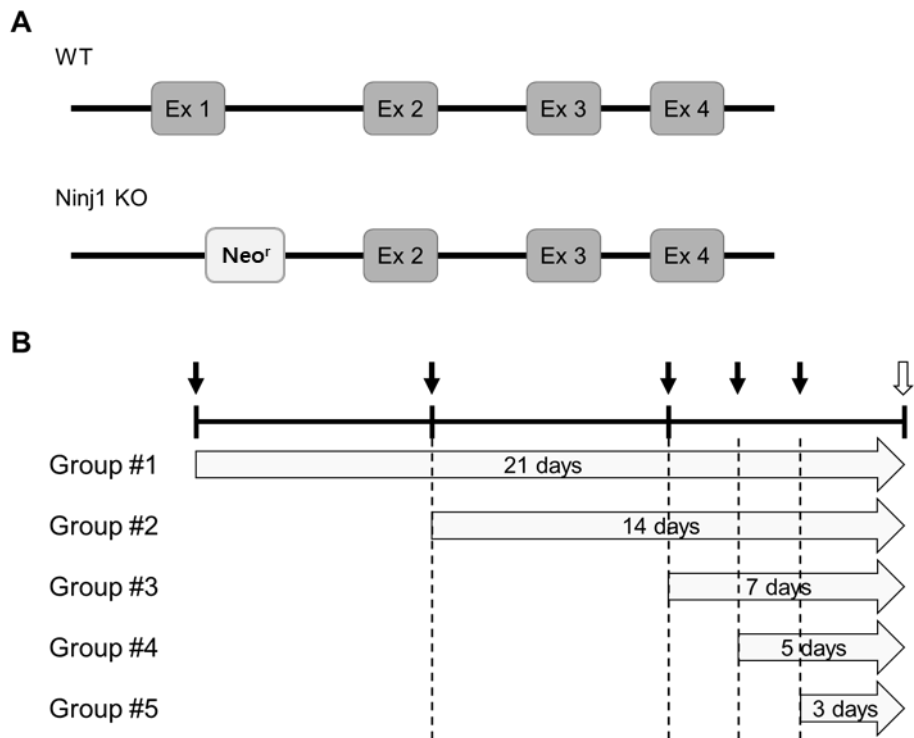 A
WT
Ex 1 Ex 2 Ex 3 Ex 4
Ninj1 KO
Neoʳ Ex 2 Ex 3 Ex 4
B
Group #1 21 days
Group #2 14 days
Group #3 7 days
Group #4 5 days
Group #5 3 days